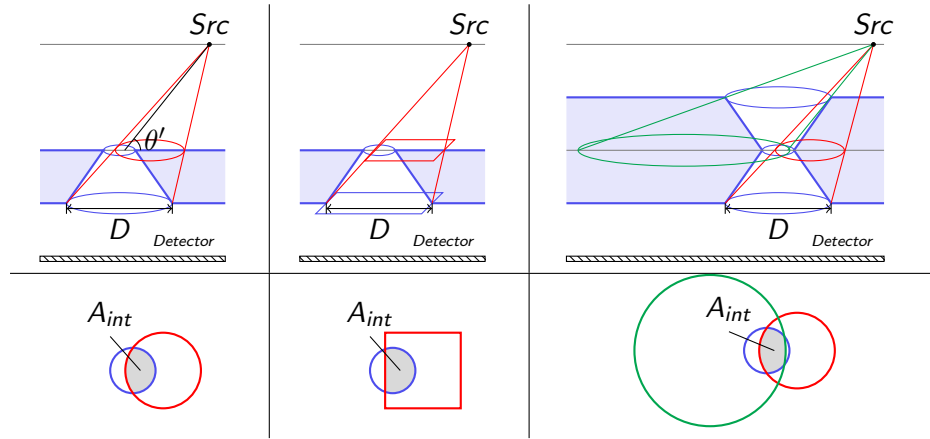 Src
θ′
D
Detector
Src
D
Detector
Src
D
Detector
A_int
A_int
A_int